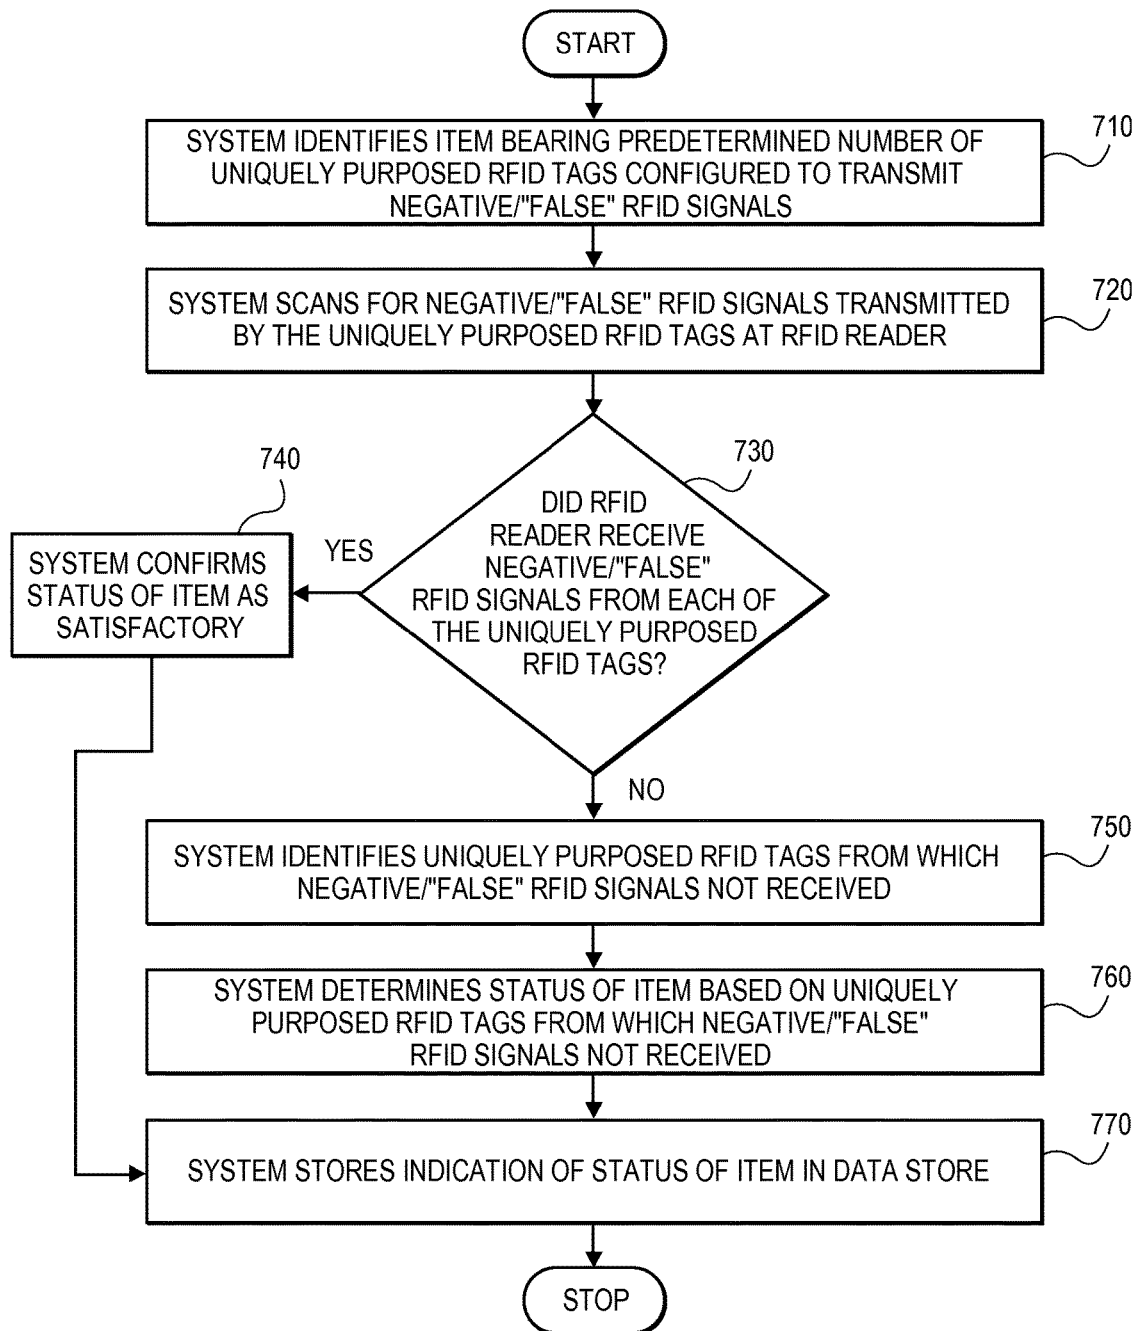 START
SYSTEM IDENTIFIES ITEM BEARING PREDETERMINED NUMBER OF
UNIQUELY PURPOSED RFID TAGS CONFIGURED TO TRANSMIT
NEGATIVE/"FALSE" RFID SIGNALS
710
SYSTEM SCANS FOR NEGATIVE/"FALSE" RFID SIGNALS TRANSMITTED
BY THE UNIQUELY PURPOSED RFID TAGS AT RFID READER
720
DID RFID
READER RECEIVE
NEGATIVE/"FALSE"
RFID SIGNALS FROM EACH OF
THE UNIQUELY PURPOSED
RFID TAGS?
730
YES
740
SYSTEM CONFIRMS
STATUS OF ITEM AS
SATISFACTORY
NO
SYSTEM IDENTIFIES UNIQUELY PURPOSED RFID TAGS FROM WHICH
NEGATIVE/"FALSE" RFID SIGNALS NOT RECEIVED
750
SYSTEM DETERMINES STATUS OF ITEM BASED ON UNIQUELY
PURPOSED RFID TAGS FROM WHICH NEGATIVE/"FALSE"
RFID SIGNALS NOT RECEIVED
760
SYSTEM STORES INDICATION OF STATUS OF ITEM IN DATA STORE
770
STOP